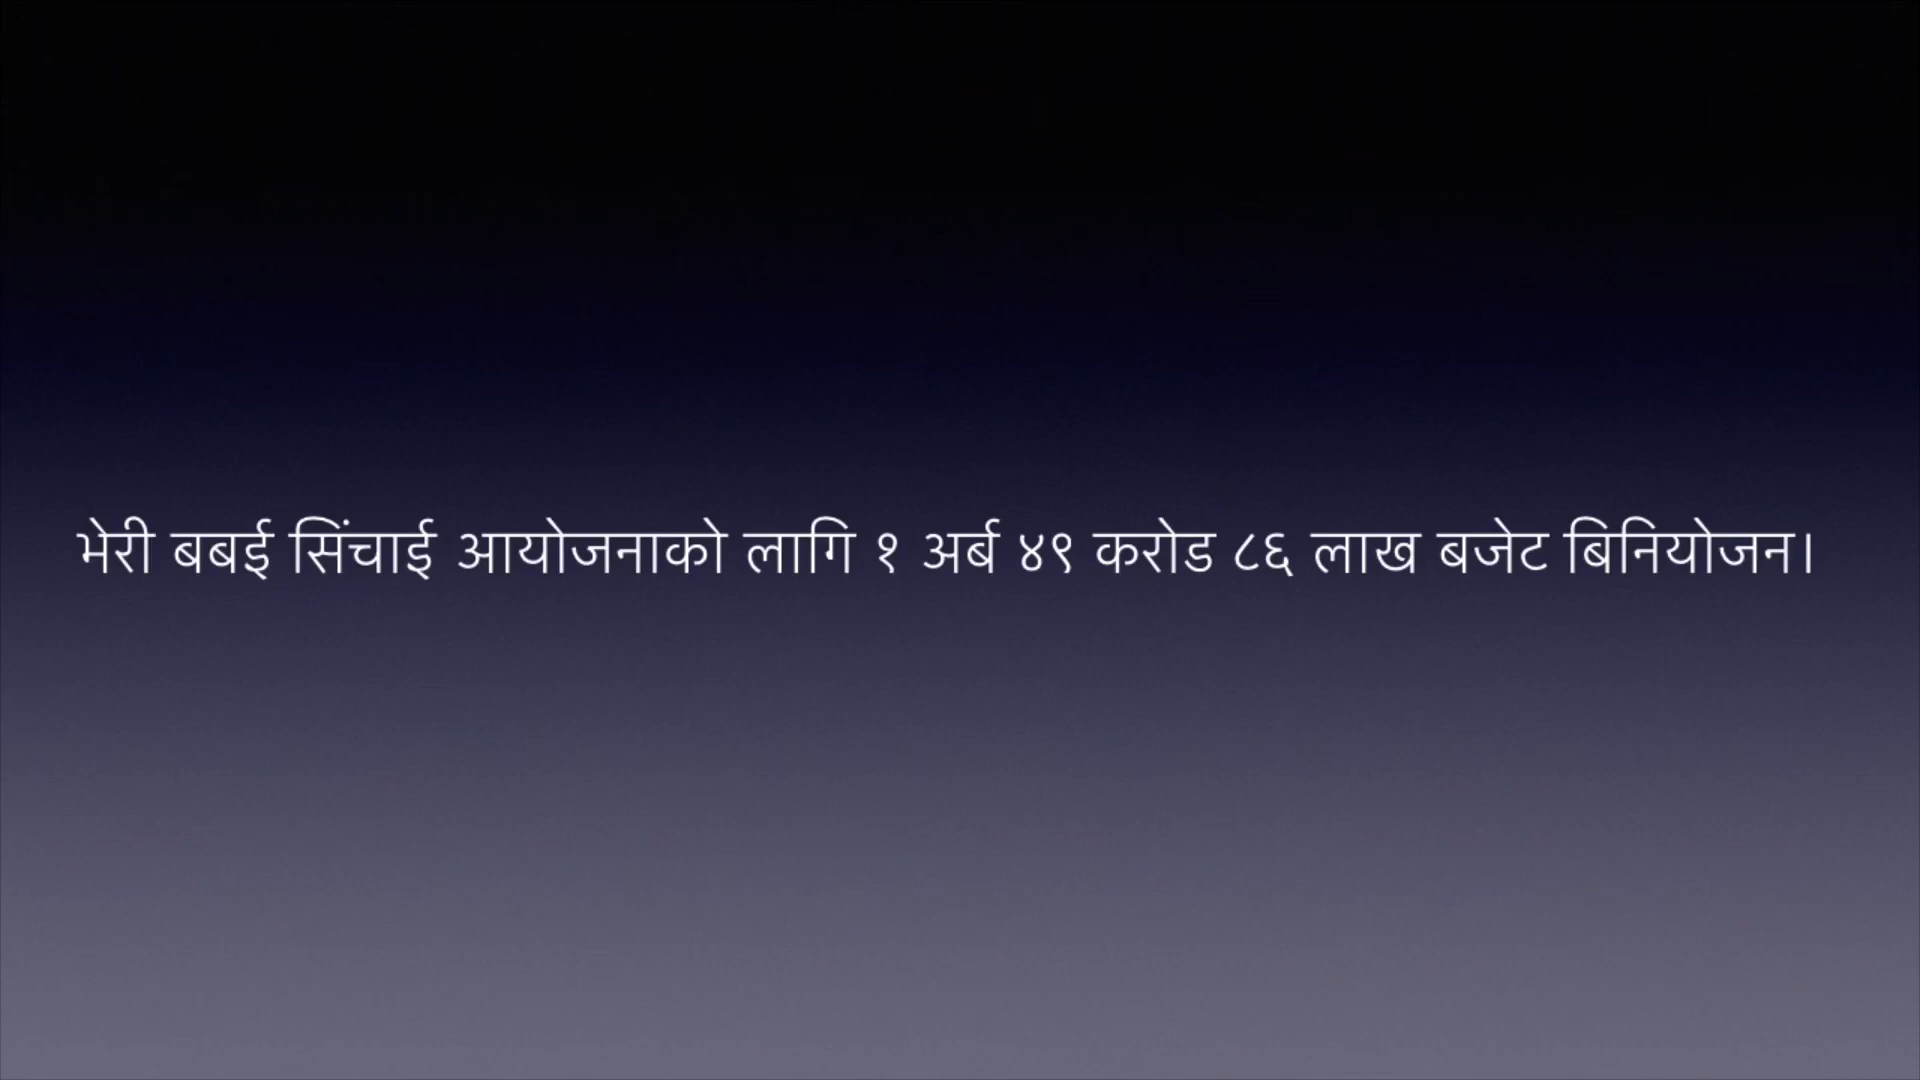 भेरी बबई सिंचाई आयोजनाको लागि १ अर्ब ४९ करोड ८६ लाख बजेट बिनियोजन।